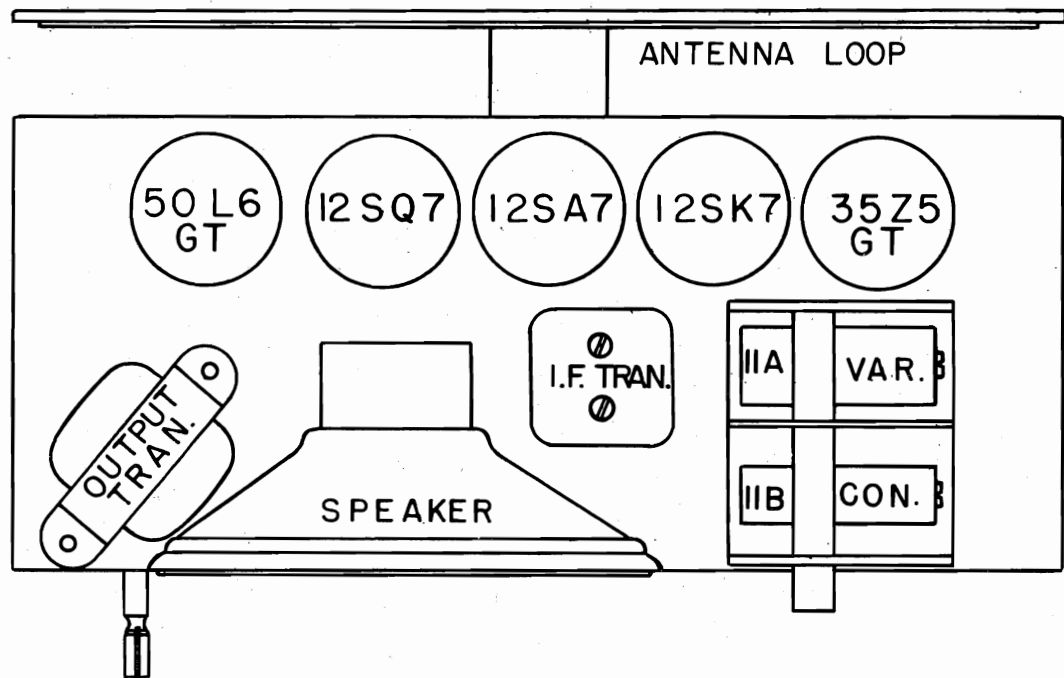 ANTENNA LOOP
50L6
GT
12SQ7
12SA7
12SK7
35Z5
GT
I.F. TRAN.
11A
VAR.
OUTPUT
TRAN.
SPEAKER
11B
CON.